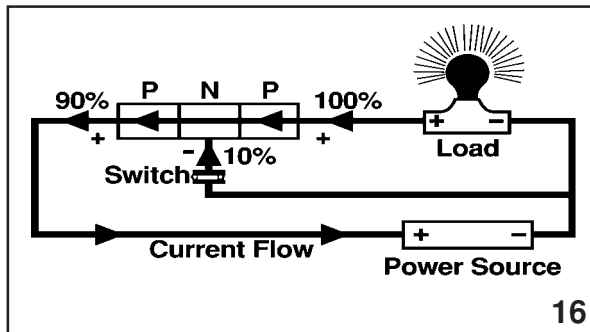 P N P
90% 100%
+ - 10% + + -
Switch Load
Current Flow + -
Power Source
16